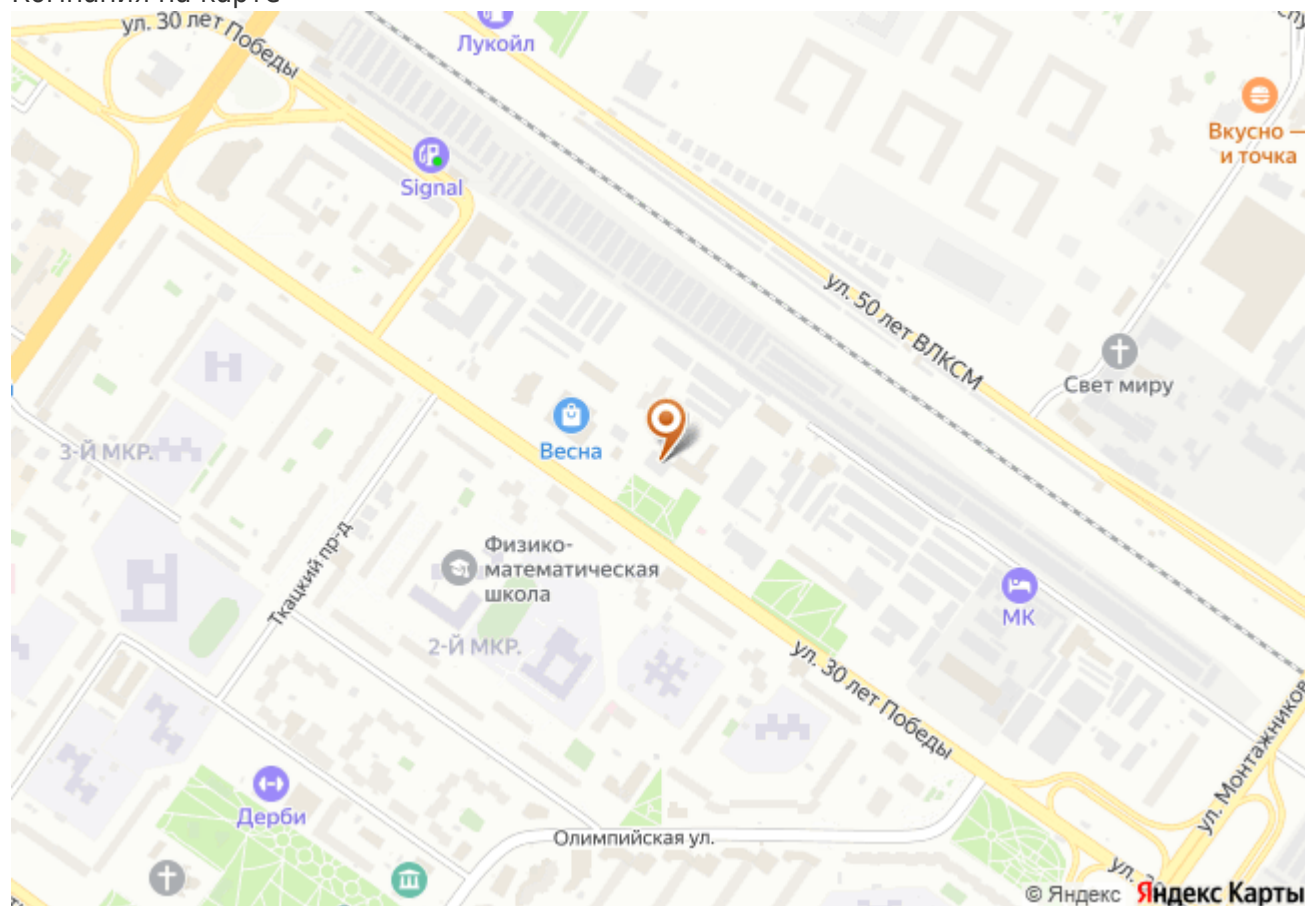 ул. 30 лет Победы
Лукойл
Вкусно —
и точка
Signal
ул. 50 лет ВЛКСМ
Свет миру
3-Й МКР.
Весна
Ткацкий пр-д
Физико-
математическая
школа
2-Й МКР.
МК
ул. 30 лет Победы
ул. Монтажников
Дерби
Олимпийская ул.
© Яндекс Яндекс Карты